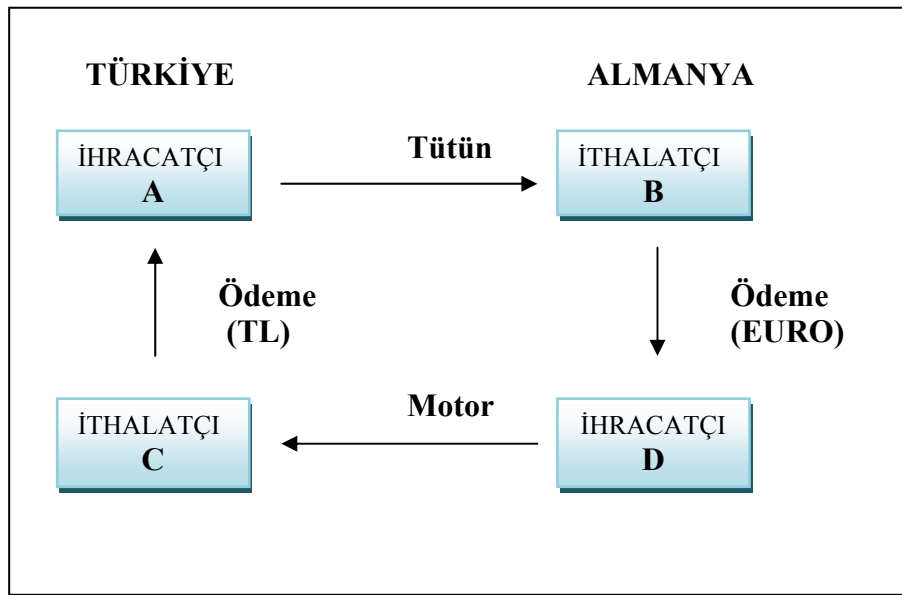 TÜRKİYE
ALMANYA
İHRACATÇI
A
Tütün
İTHALATÇI
B
Ödeme
(TL)
Ödeme
(EURO)
İTHALATÇI
C
Motor
İHRACATÇI
D